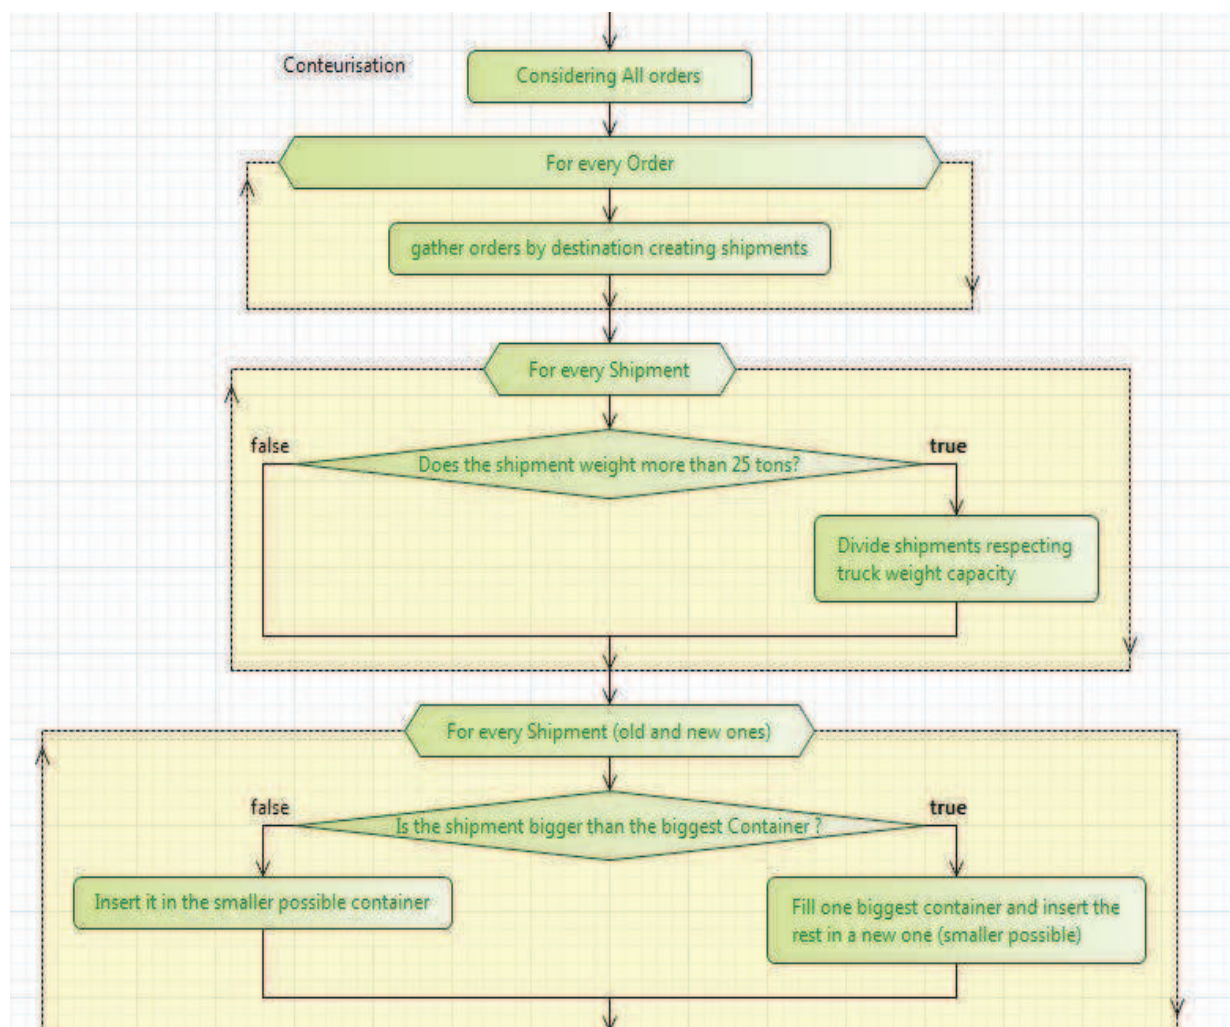 Conteurisation
Considering All orders
For every Order
gather orders by destination creating shipments
For every Shipment
false
true
Does the shipment weight more than 25 tons?
Divide shipments respecting
truck weight capacity
For every Shipment (old and new ones)
false
true
Is the shipment bigger than the biggest Container ?
Insert it in the smaller possible container
Fill one biggest container and insert the
rest in a new one (smaller possible)